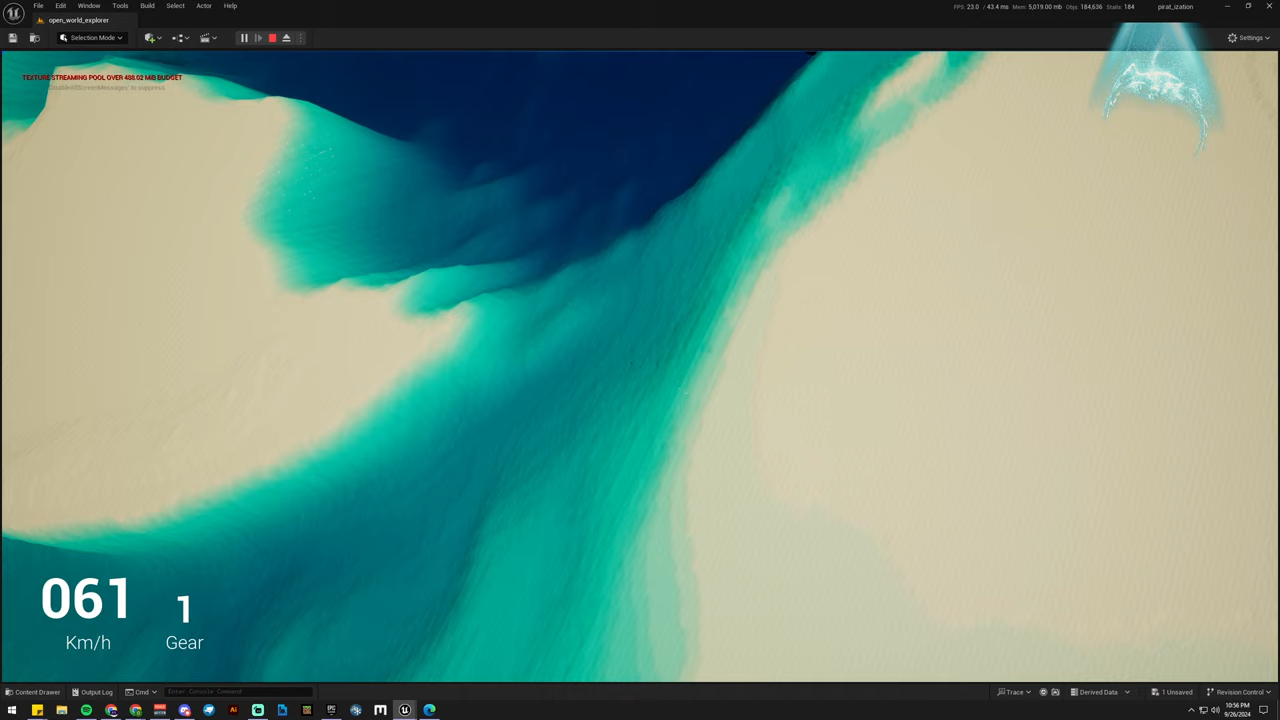 File Edit Window Tools Build Select Actor Help
FPS: 23.0 / 43.4 ms Mem: 5,019.00 mb Objs: 184,636 Stalls: 184 pirat_ization
open_world_explorer
Selection Mode
Settings
TEXTURE STREAMING POOL OVER 488.02 MiB BUDGET
'DisableAllScreenMessages' to suppress
061 1
Km/h Gear
Content Drawer Output Log Cmd Enter Console Command Trace Derived Data 1 Unsaved Revision Control
10:56 PM
9/26/2024